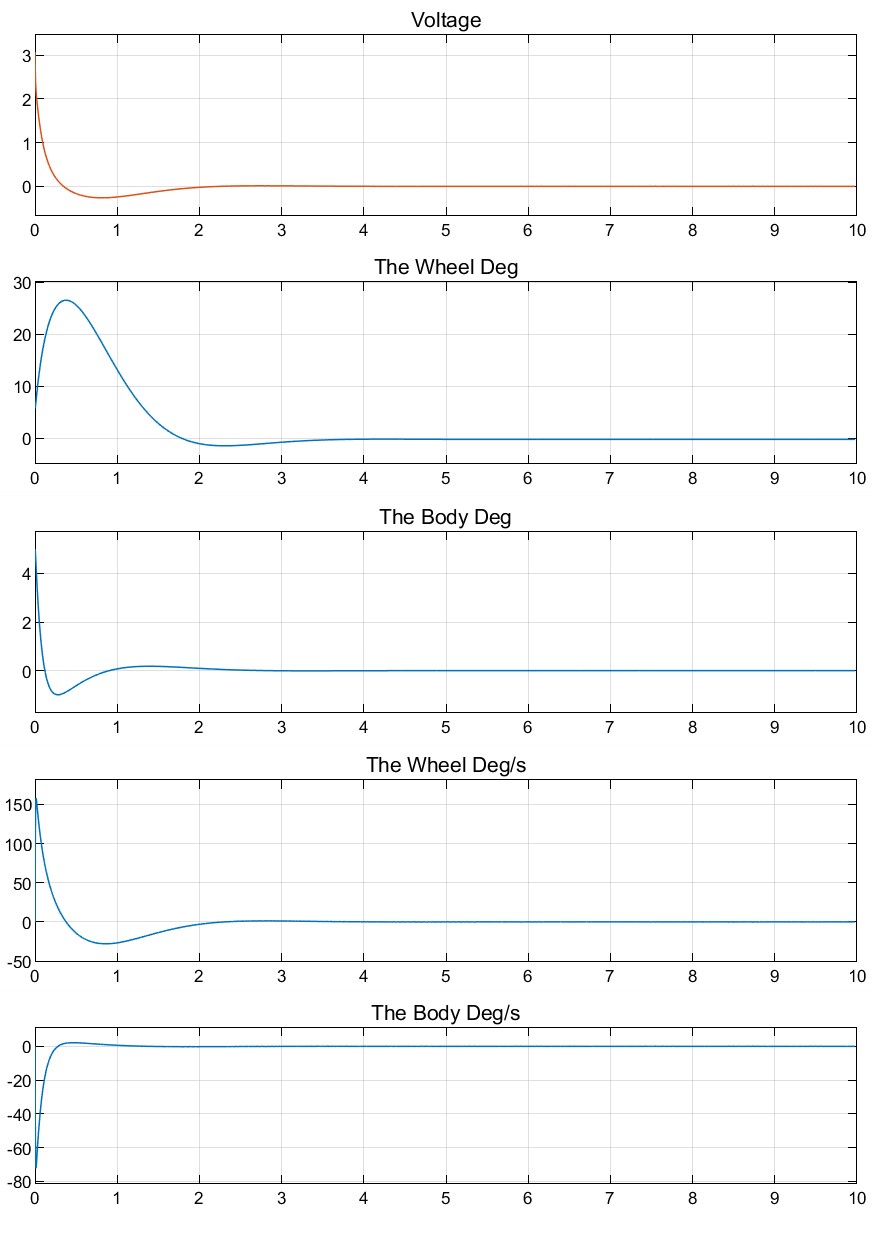 Voltage
3
2
1
0
0 1 2 3 4 5 6 7 8 9 10
The Wheel Deg
30
20
10
0
0 1 2 3 4 5 6 7 8 9 10
The Body Deg
4
2
0
0 1 2 3 4 5 6 7 8 9 10
The Wheel Deg/s
150
100
50
0
-50
0 1 2 3 4 5 6 7 8 9 10
The Body Deg/s
0
-20
-40
-60
-80
0 1 2 3 4 5 6 7 8 9 10